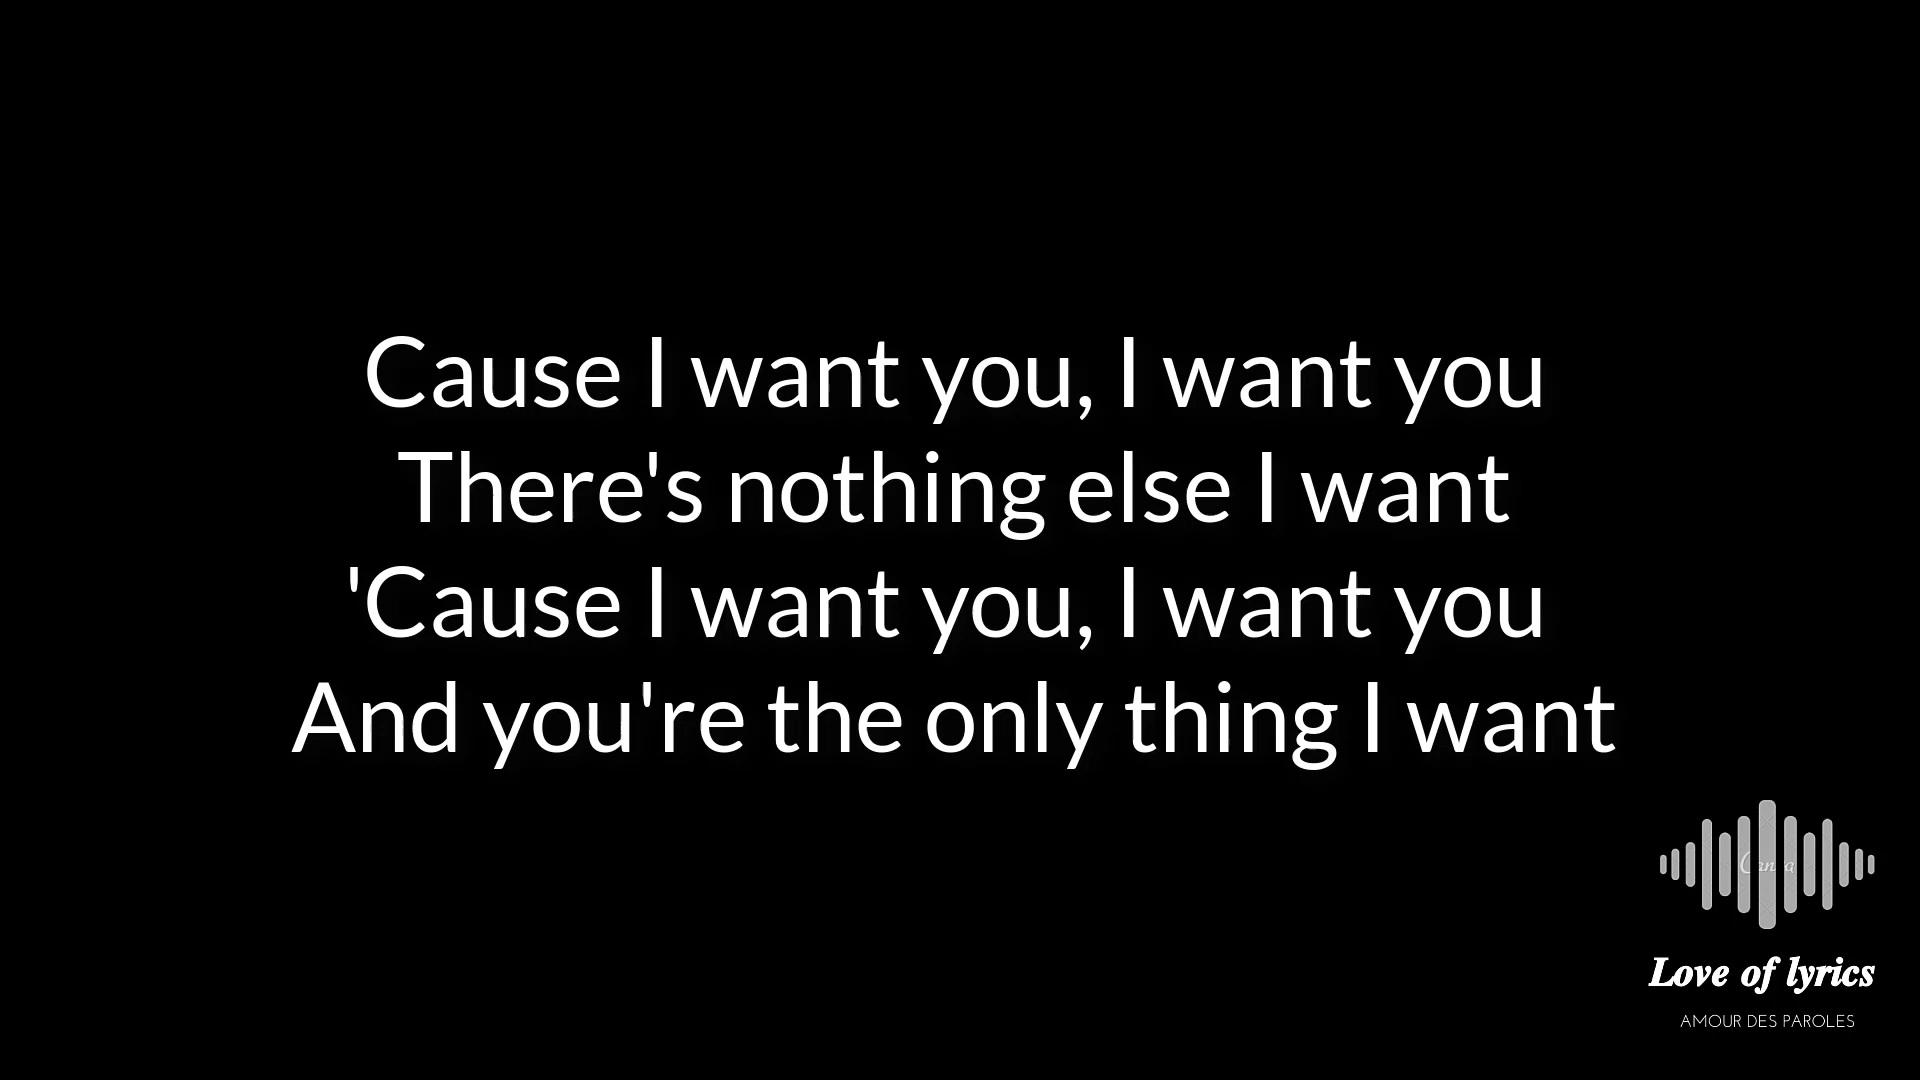 Cause I want you, I want you
There's nothing else I want
'Cause I want you, I want you
And you're the only thing I want
Canva
Love of lyrics
AMOUR DES PAROLES